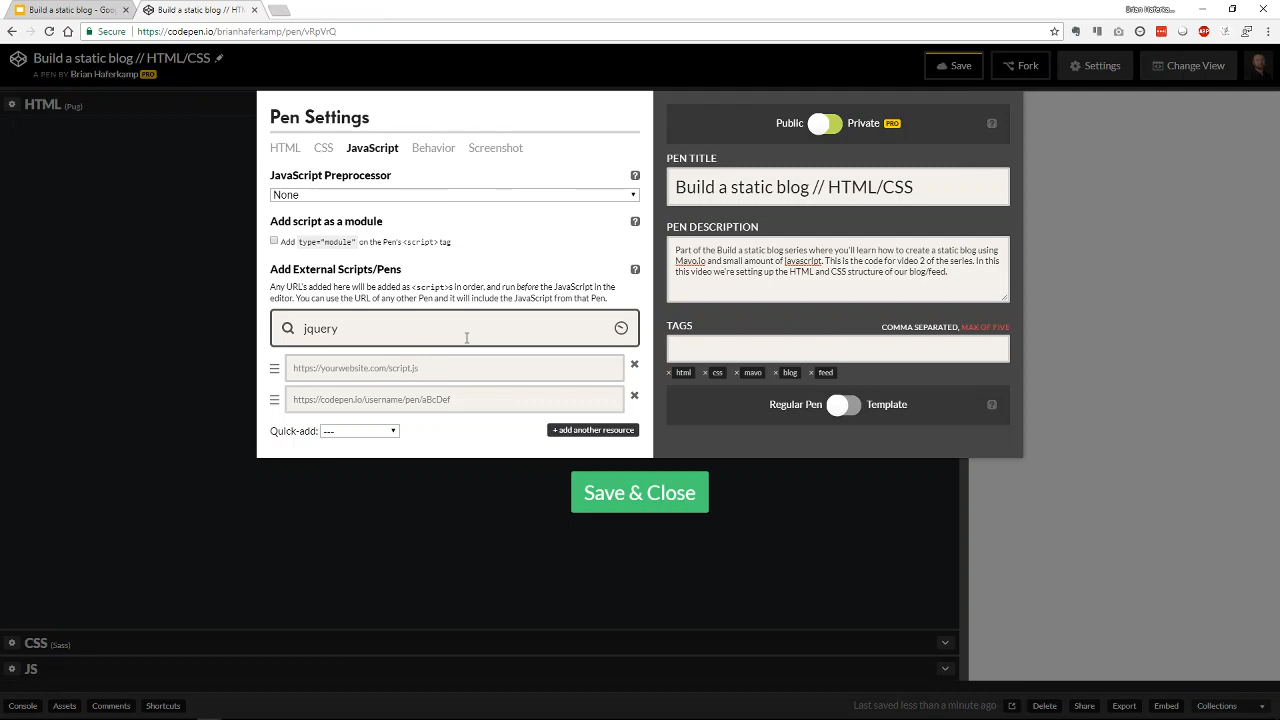 Build a static blog - Goo
Build a static blog // HTM
Brian Haferka...
Secure
https://codepen.io/brianhaferkamp/pen/vRpVrQ
Build a static blog // HTML/CSS
A PEN BY Brian Haferkamp PRO
Save
Fork
Settings
Change View
HTML (Pug)
Pen Settings
HTML CSS JavaScript Behavior Screenshot
JavaScript Preprocessor ?
None
Add script as a module ?
Add type="module" on the Pen's <script> tag
Add External Scripts/Pens ?
Any URL's added here will be added as <script>s in order, and run before the JavaScript in the
editor. You can use the URL of any other Pen and it will include the JavaScript from that Pen.
jquery
https://yourwebsite.com/script.js
https://codepen.io/username/pen/aBcDef
Quick-add: ---
+ add another resource
Public Private PRO ?
PEN TITLE
Build a static blog // HTML/CSS
PEN DESCRIPTION
Part of the Build a static blog series where you'll learn how to create a static blog using
Mavo.io and small amount of javascript. This is the code for video 2 of the series. In this
this video we're setting up the HTML and CSS structure of our blog/feed.
TAGS
COMMA SEPARATED, MAX OF FIVE
× html × css × mavo × blog × feed
Regular Pen Template ?
Save & Close
CSS (Sass)
JS
Console
Assets
Comments
Shortcuts
Last saved less than a minute ago
Delete
Share
Export
Embed
Collections